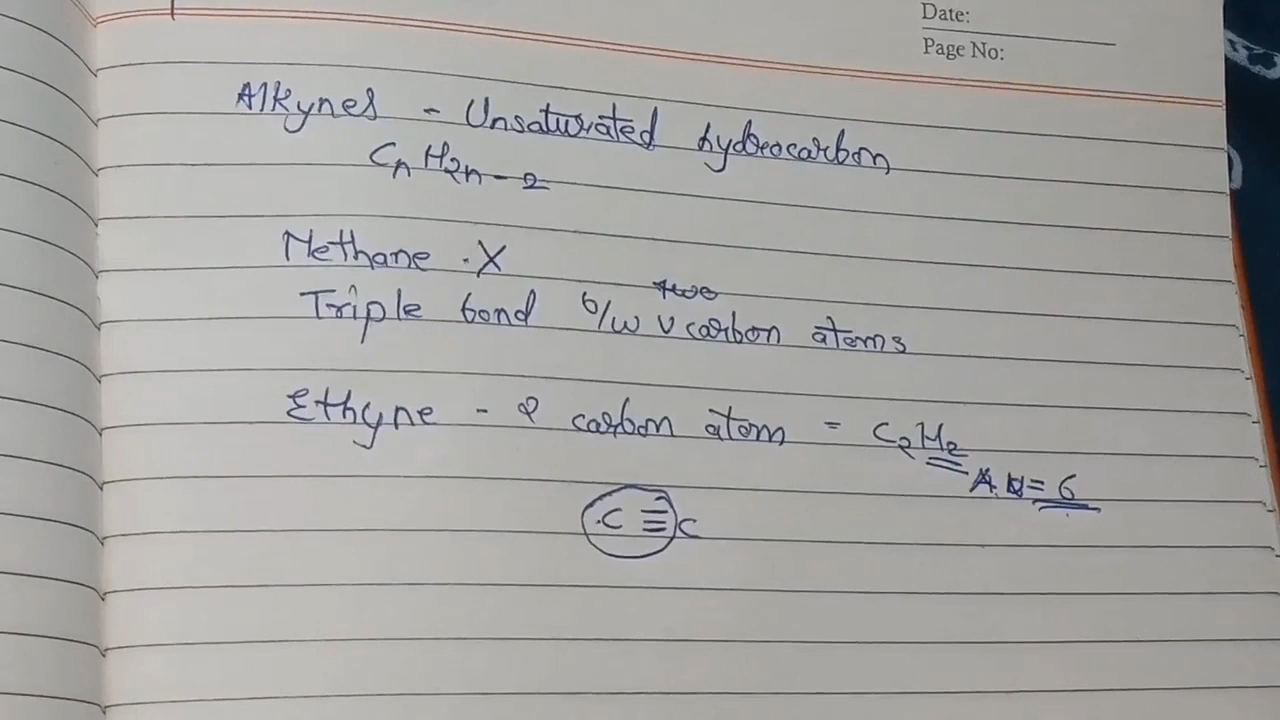 Date:
Page No:
Alkynes - Unsaturated hydrocarbon
CnH2n-2
Methane . X
two
Triple bond b/w v carbon atoms
Ethyne - 2 carbon atom = C2H2
A.N = 6
.C ≡ C